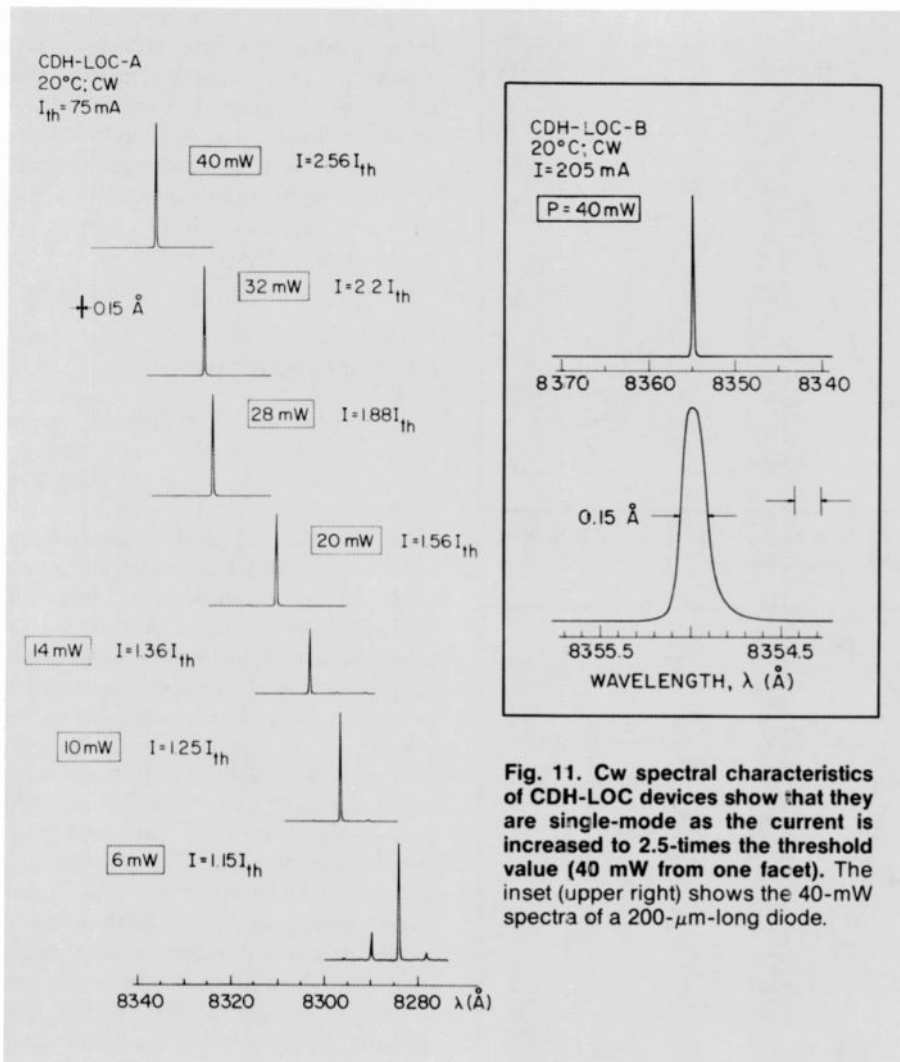 CDH-LOC-A
20°C; CW
I_th = 75 mA
40 mW I=2.56 I_th
0.15 Å
32 mW I=2.2 I_th
28 mW I=1.88 I_th
20 mW I=1.56 I_th
14 mW I=1.36 I_th
10 mW I=1.25 I_th
6 mW I=1.15 I_th
8340 8320 8300 8280 λ(Å)
CDH-LOC-B
20°C; CW
I = 205 mA
P = 40 mW
8370 8360 8350 8340
0.15 Å
8355.5 8354.5
WAVELENGTH, λ (Å)
Fig. 11. Cw spectral characteristics
of CDH-LOC devices show that they
are single-mode as the current is
increased to 2.5-times the threshold
value (40 mW from one facet). The
inset (upper right) shows the 40-mW
spectra of a 200-μm-long diode.